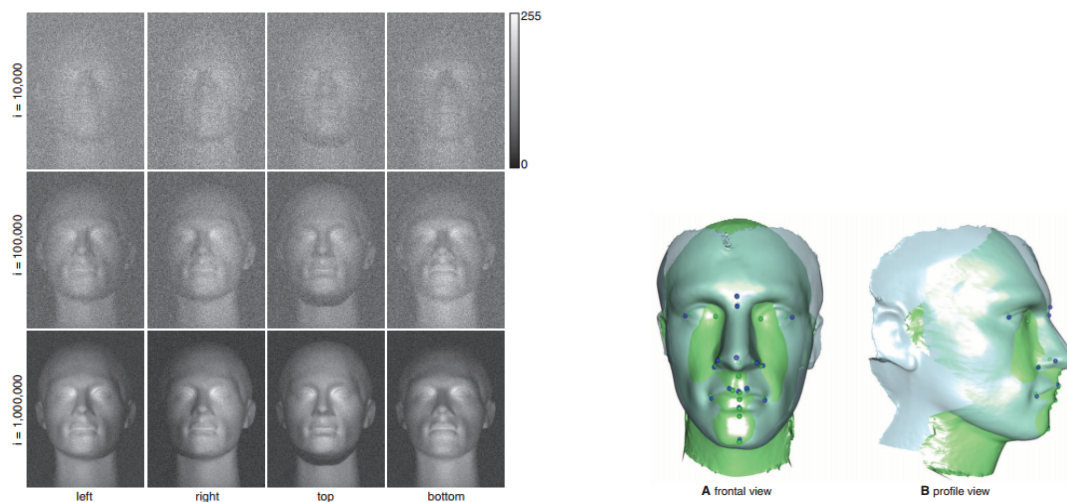 255
i = 10,000
0
i = 100,000
i = 1,000,000
left right top bottom
A frontal view B profile view